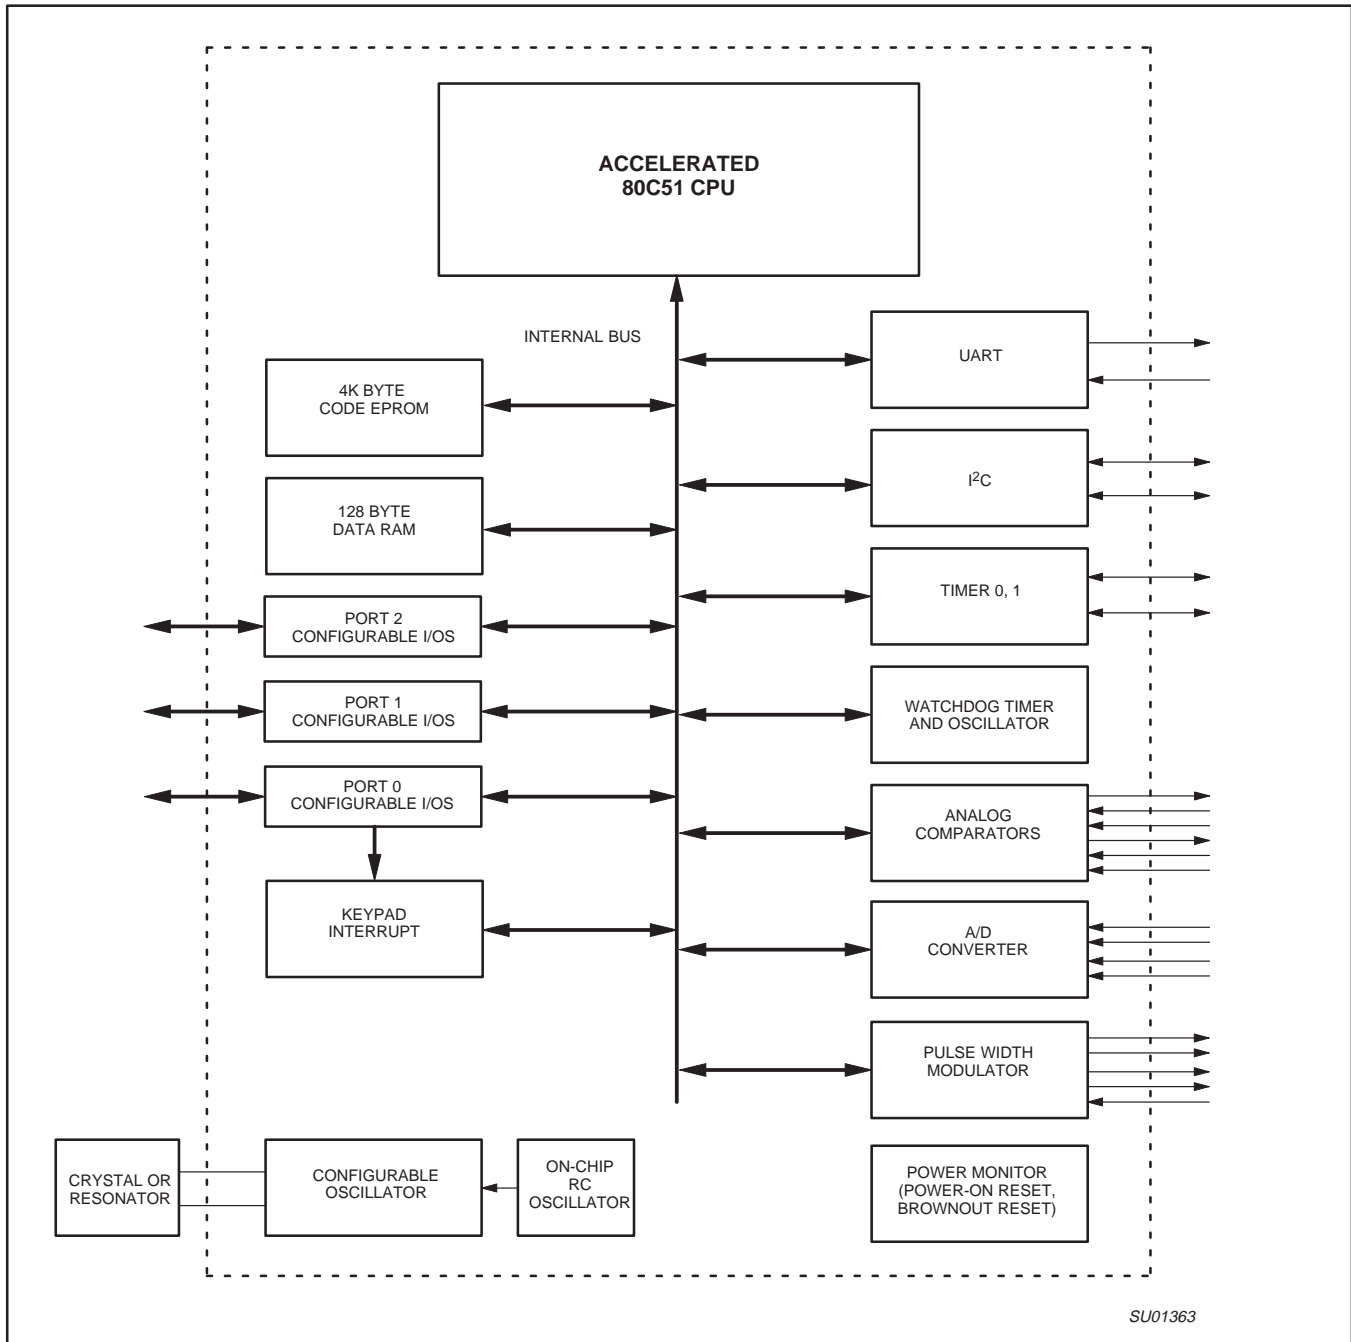 ACCELERATED
80C51 CPU
INTERNAL BUS
4K BYTE
CODE EPROM
128 BYTE
DATA RAM
PORT 2
CONFIGURABLE I/OS
PORT 1
CONFIGURABLE I/OS
PORT 0
CONFIGURABLE I/OS
KEYPAD
INTERRUPT
UART
I²C
TIMER 0, 1
WATCHDOG TIMER
AND OSCILLATOR
ANALOG
COMPARATORS
A/D
CONVERTER
PULSE WIDTH
MODULATOR
CRYSTAL OR
RESONATOR
CONFIGURABLE
OSCILLATOR
ON-CHIP
RC
OSCILLATOR
POWER MONITOR
(POWER-ON RESET,
BROWNOUT RESET)
SU01363